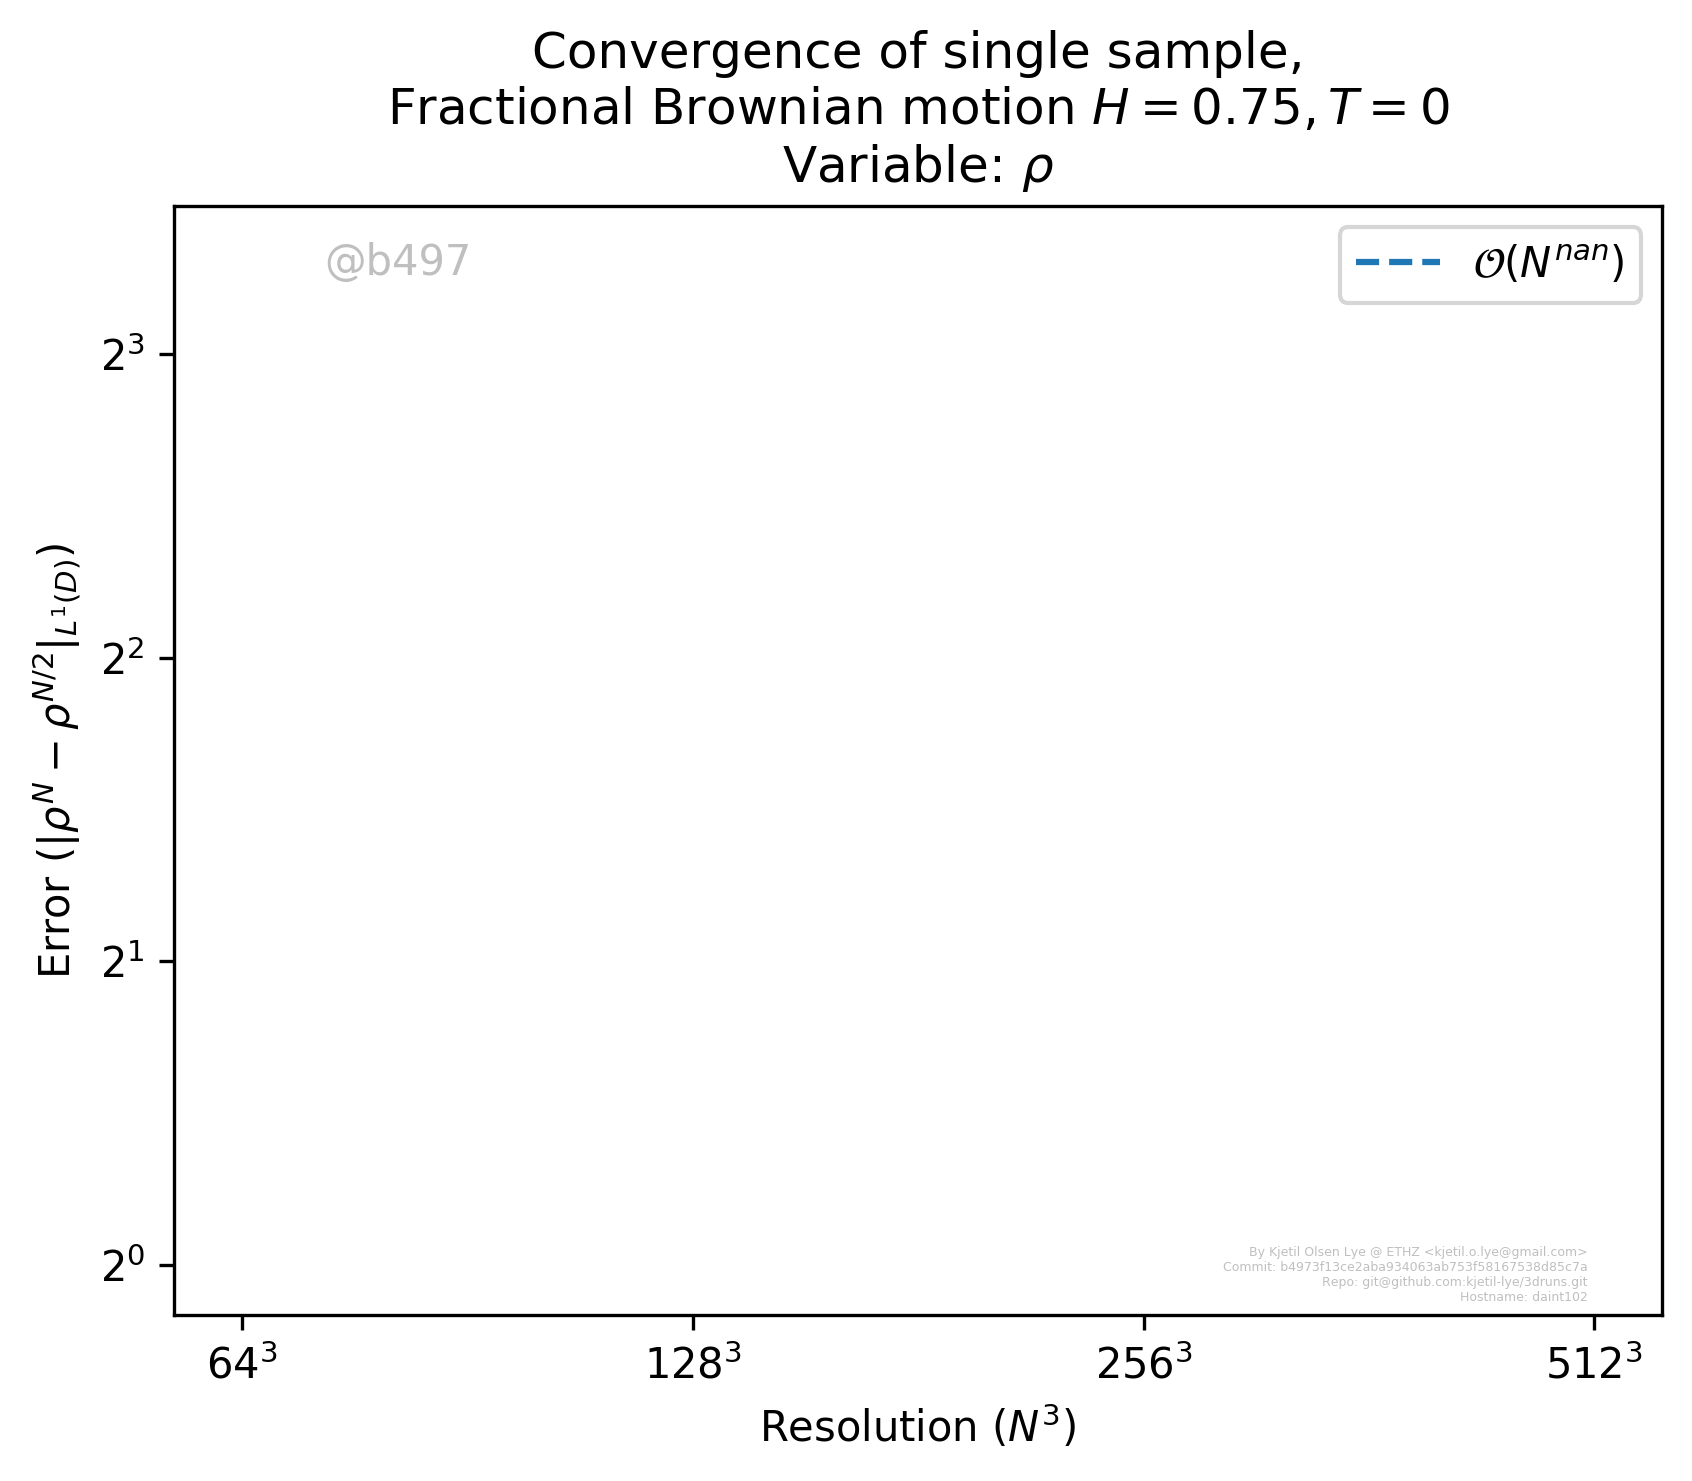 Convergence of single sample,
Fractional Brownian motion H = 0.75, T = 0
Variable: ρ
@b497
𝒪(N^{nan})
2^3
2^2
2^1
2^0
Error (|ρ^N − ρ^{N/2}|_{L^1(D)})
By Kjetil Olsen Lye @ ETHZ <kjetil.o.lye@gmail.com>
Commit: b4973f13ce2aba934063ab753f58167538d85c7a
Repo: git@github.com:kjetil-lye/3druns.git
Hostname: daint102
64^3 128^3 256^3 512^3
Resolution (N^3)